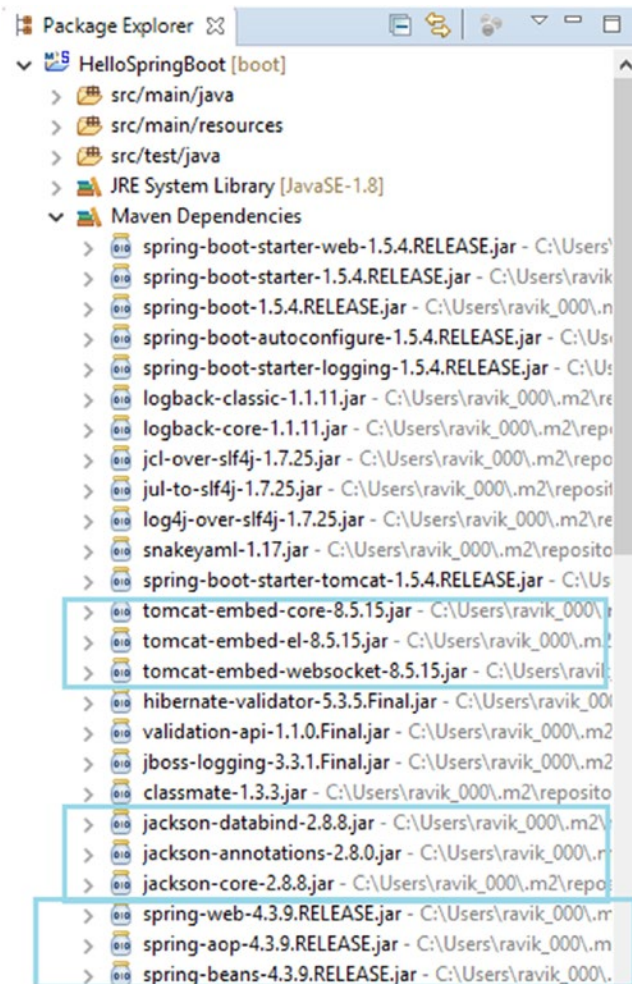 Package Explorer
HelloSpringBoot [boot]
src/main/java
src/main/resources
src/test/java
JRE System Library [JavaSE-1.8]
Maven Dependencies
spring-boot-starter-web-1.5.4.RELEASE.jar - C:\Users\
spring-boot-starter-1.5.4.RELEASE.jar - C:\Users\ravik
spring-boot-1.5.4.RELEASE.jar - C:\Users\ravik_000\.n
spring-boot-autoconfigure-1.5.4.RELEASE.jar - C:\Use
spring-boot-starter-logging-1.5.4.RELEASE.jar - C:\Us
logback-classic-1.1.11.jar - C:\Users\ravik_000\.m2\re
logback-core-1.1.11.jar - C:\Users\ravik_000\.m2\repo
jcl-over-slf4j-1.7.25.jar - C:\Users\ravik_000\.m2\repo
jul-to-slf4j-1.7.25.jar - C:\Users\ravik_000\.m2\reposit
log4j-over-slf4j-1.7.25.jar - C:\Users\ravik_000\.m2\re
snakeyaml-1.17.jar - C:\Users\ravik_000\.m2\reposito
spring-boot-starter-tomcat-1.5.4.RELEASE.jar - C:\Us
tomcat-embed-core-8.5.15.jar - C:\Users\ravik_000\
tomcat-embed-el-8.5.15.jar - C:\Users\ravik_000\.m2
tomcat-embed-websocket-8.5.15.jar - C:\Users\ravik
hibernate-validator-5.3.5.Final.jar - C:\Users\ravik_000
validation-api-1.1.0.Final.jar - C:\Users\ravik_000\.m2
jboss-logging-3.3.1.Final.jar - C:\Users\ravik_000\.m2
classmate-1.3.3.jar - C:\Users\ravik_000\.m2\reposito
jackson-databind-2.8.8.jar - C:\Users\ravik_000\.m2\
jackson-annotations-2.8.0.jar - C:\Users\ravik_000\.n
jackson-core-2.8.8.jar - C:\Users\ravik_000\.m2\repos
spring-web-4.3.9.RELEASE.jar - C:\Users\ravik_000\.m
spring-aop-4.3.9.RELEASE.jar - C:\Users\ravik_000\.m
spring-beans-4.3.9.RELEASE.jar - C:\Users\ravik_000\.